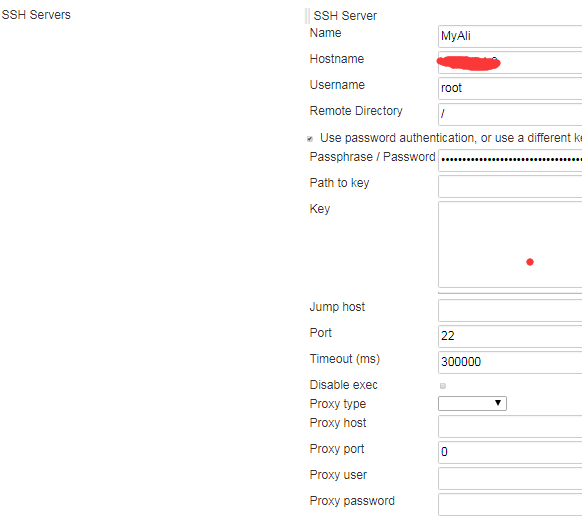 SSH Servers
SSH Server
Name MyAli
Hostname
Username root
Remote Directory /
Use password authentication, or use a different
Passphrase / Password ••••••••••••••••••••••••••••••••••
Path to key
Key
Jump host
Port 22
Timeout (ms) 300000
Disable exec
Proxy type
Proxy host
Proxy port 0
Proxy user
Proxy password